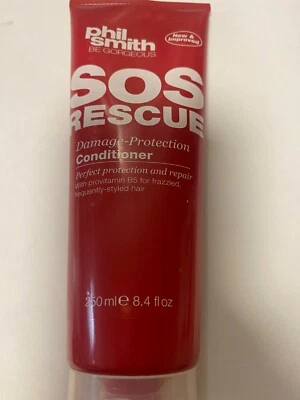 phil
smith
BE GORGEOUS
New &
Improved
SOS
RESCUE
Damage-Protection
Conditioner
Perfect protection and repair
With provitamin B5 for frazzled,
frequently-styled hair
250ml e 8.4 fl oz